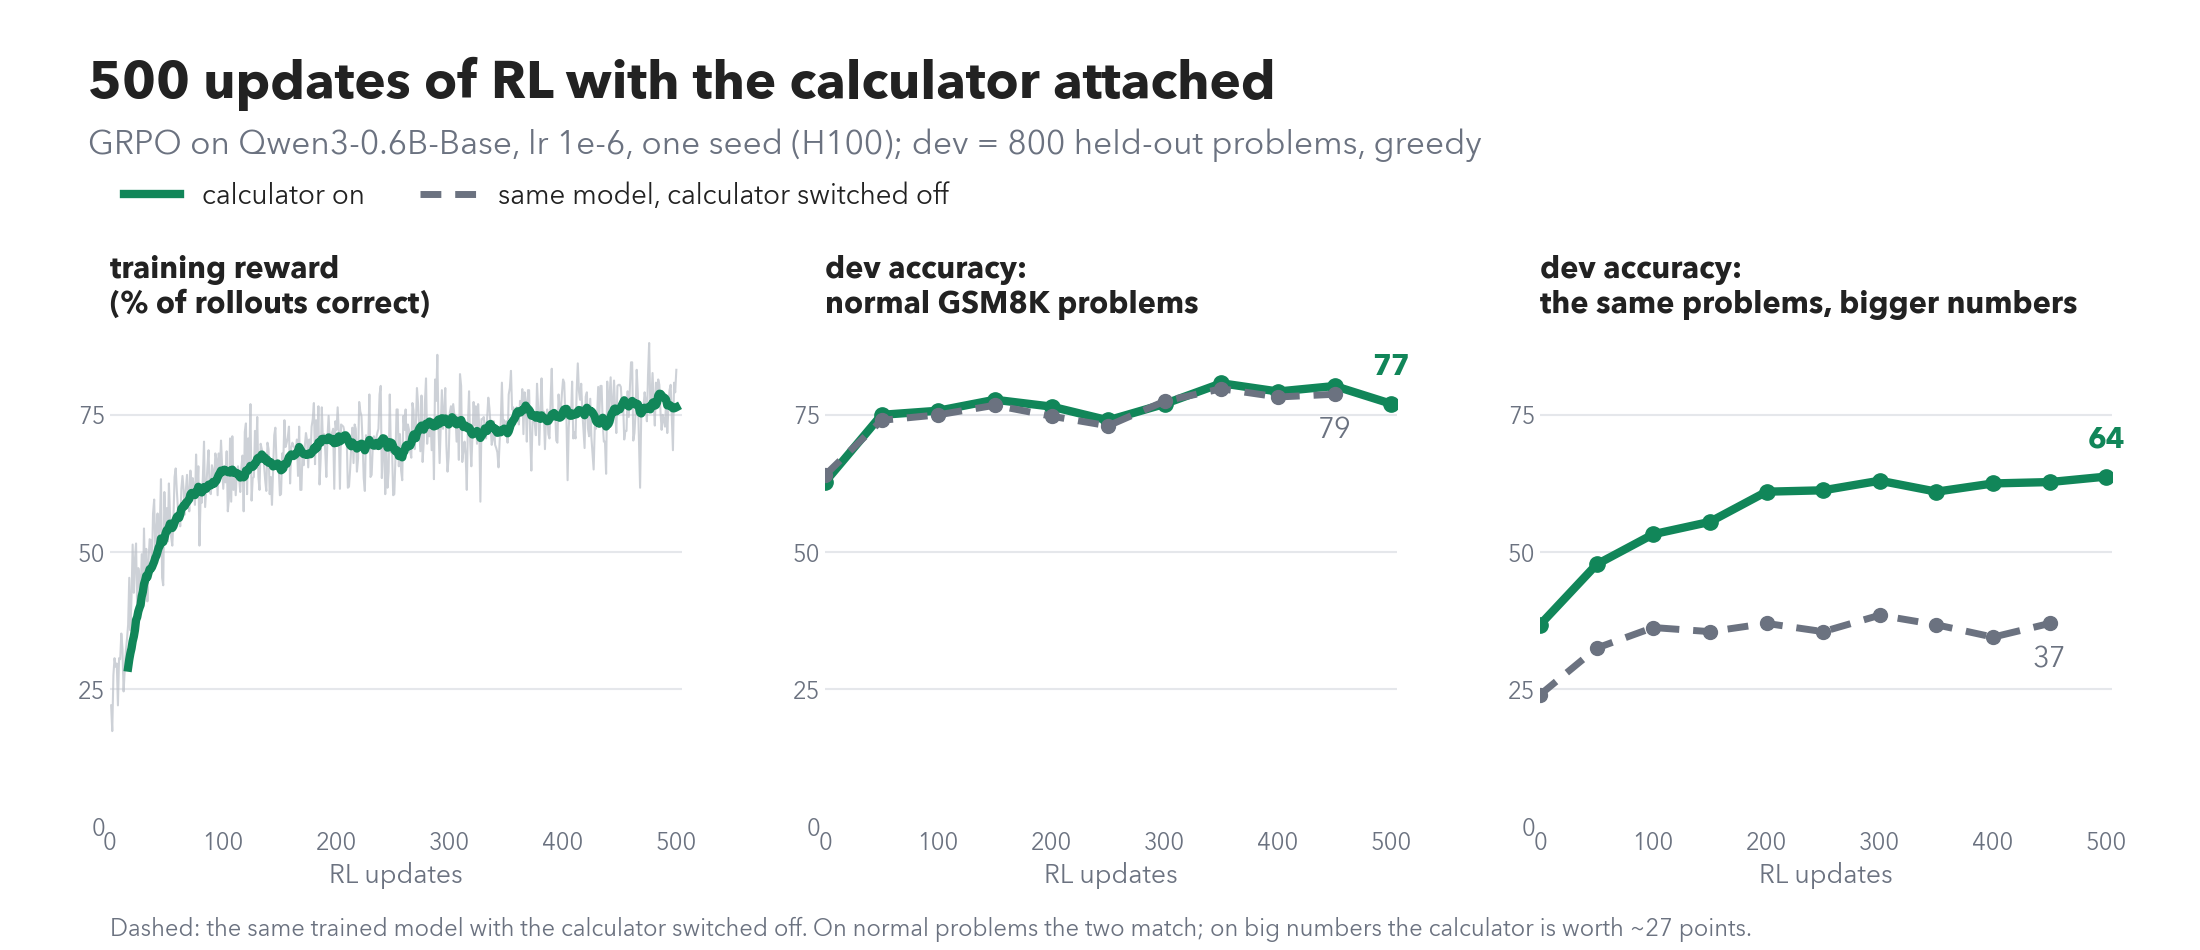 500 updates of RL with the calculator attached
GRPO on Qwen3-0.6B-Base, lr 1e-6, one seed (H100); dev = 800 held-out problems, greedy
calculator on
same model, calculator switched off
training reward
(% of rollouts correct)
75
50
25
0
0 100 200 300 400 500
RL updates
dev accuracy:
normal GSM8K problems
77
79
75
50
25
0
0 100 200 300 400 500
RL updates
dev accuracy:
the same problems, bigger numbers
64
37
75
50
25
0
0 100 200 300 400 500
RL updates
Dashed: the same trained model with the calculator switched off. On normal problems the two match; on big numbers the calculator is worth ~27 points.